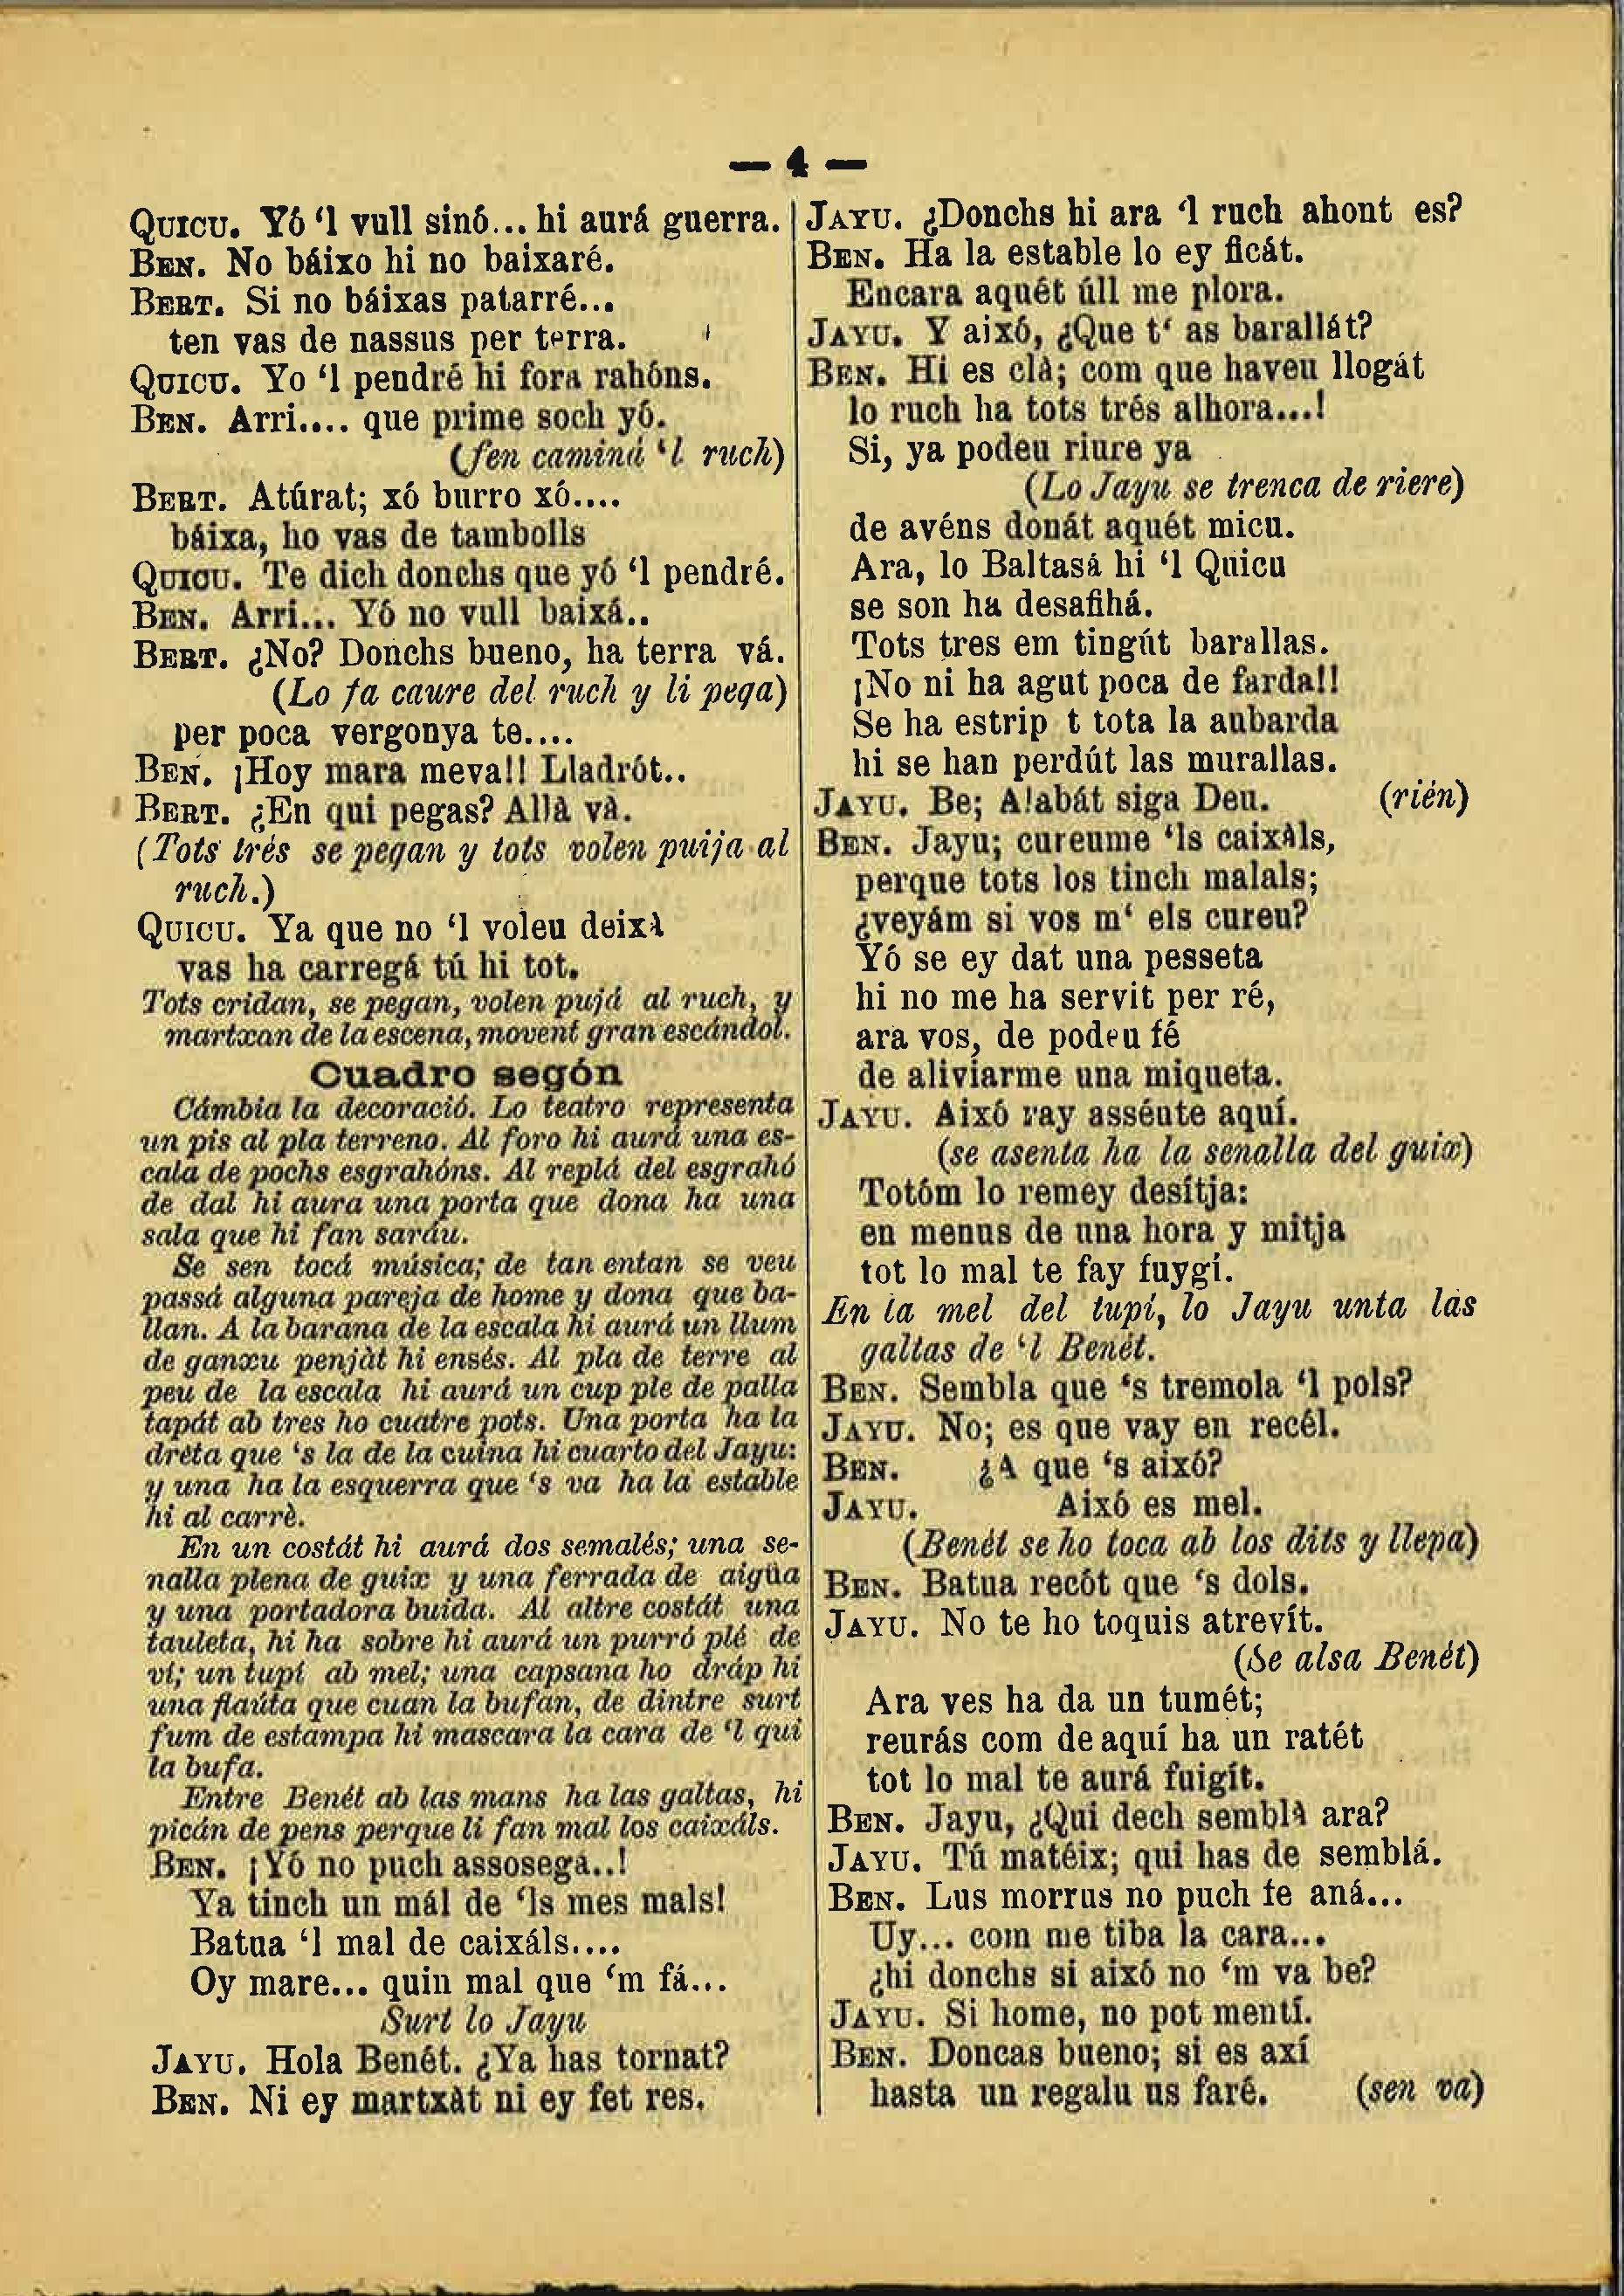 — 4 —
QUICU. Yó ‘l vull sinó... hi aurá guerra.
BEN. No báixo hi no baixaré.
BERT. Si no báixas patarré...
ten vas de nassus per terra.
QUICU. Yo ‘l pendré hi fora rahóns.
BEN. Arri.... que prime soch yó.
(fen caminá ‘l ruch)
BERT. Atúrat; xó burro xó....
báixa, ho vas de tambolls
QUICU. Te dich donchs que yó ‘l pendré.
BEN. Arri... Yó no vull baixá..
BERT. ¿No? Donchs bueno, ha terra vá.
(Lo fa caure del ruch y li pega)
per poca vergonya te....
BEN. ¡Hoy mara meva!! Lladrót..
BERT. ¿En qui pegas? Allà và.
(Tots trés se pegan y tots volen puija al
ruch.)
QUICU. Ya que no ‘l voleu deixà
vas ha carregá tú hi tot.
Tots cridan, se pegan, volen pujá al ruch, y
martxan de la escena, movent gran escándol.
Cuadro segón
Cámbia la decoració. Lo teatro representa
un pis al pla terreno. Al foro hi aurá una es-
cala de pochs esgrahóns. Al replá del esgrahó
de dal hi aura una porta que dona ha una
sala que hi fan saráu.
Se sen tocá música; de tan entan se veu
passá alguna pareja de home y dona que ba-
llan. A la barana de la escala hi aurá un llum
de ganxu penjàt hi ensés. Al pla de terre al
peu de la escala hi aurá un cup ple de palla
tapát ab tres ho cuatre pots. Una porta ha la
dreta que ‘s la de la cuina hi cuarto del Jayu:
y una ha la esquerra que ‘s va ha la estable
hi al carrè.
En un costát hi aurá dos semalés; una se-
nalla plena de guix y una ferrada de aigüa
y una portadora buida. Al altre costát una
tauleta, hi ha sobre hi aurá un purró plé de
ví; un tupí ab mel; una capsana ho dráp hi
una flaúta que cuan la bufan, de dintre surt
fum de estampa hi mascara la cara de ‘l qui
la bufa.
Entre Benét ab las mans ha las galtas, hi
picán de pens perque li fan mal los caixáls.
BEN. ¡Yó no puch assosega..!
Ya tinch un mál de ‘ls mes mals!
Batua ‘l mal de caixáls....
Oy mare... quin mal que ‘m fá...
Surt lo Jayu
JAYU. Hola Benét. ¿Ya has tornat?
BEN. Ni ey martxàt ni ey fet res.
JAYU. ¿Donchs hi ara ‘l ruch ahont es?
BEN. Ha la estable lo ey ficát.
Encara aquét úll me plora.
JAYU. Y aixó, ¿Que t‘ as barallát?
BEN. Hi es clà; com que haveu llogát
lo ruch ha tots trés alhora...!
Si, ya podeu riure ya
(Lo Jayu se trenca de riere)
de avéns donát aquét micu.
Ara, lo Baltasá hi ‘l Quicu
se son ha desafihá.
Tots tres em tingút barallas.
¡No ni ha agut poca de farda!!
Se ha estrip t tota la aubarda
hi se han perdút las murallas.
JAYU. Be; Alabát siga Deu. (rién)
BEN. Jayu; cureume ‘ls caixàls,
perque tots los tinch malals;
¿veyám si vos m‘ els cureu?
Yó se ey dat una pesseta
hi no me ha servit per ré,
ara vos, de podeu fé
de aliviarme una miqueta.
JAYU. Aixó ray asséute aquí.
(se asenta ha la senalla del guix)
Totóm lo remey desítja:
en menus de una hora y mitja
tot lo mal te fay fuygí.
En la mel del tupí, lo Jayu unta las
galtas de ‘l Benét.
BEN. Sembla que ‘s tremola ‘l pols?
JAYU. No; es que vay en recél.
BEN. ¿A que ‘s aixó?
JAYU. Aixó es mel.
(Benét se ho toca ab los dits y llepa)
BEN. Batua recót que ‘s dols.
JAYU. No te ho toquis atrevít.
(Se alsa Benét)
Ara ves ha da un tumét;
reurás com de aquí ha un ratét
tot lo mal te aurá fuigít.
BEN. Jayu, ¿Qui dech semblà ara?
JAYU. Tú matéix; qui has de semblá.
BEN. Lus morrus no puch fe aná...
Uy... com me tiba la cara...
¿hi donchs si aixó no ‘m va be?
JAYU. Si home, no pot mentí.
BEN. Doncas bueno; si es axí
hasta un regalu us faré. (sen va)